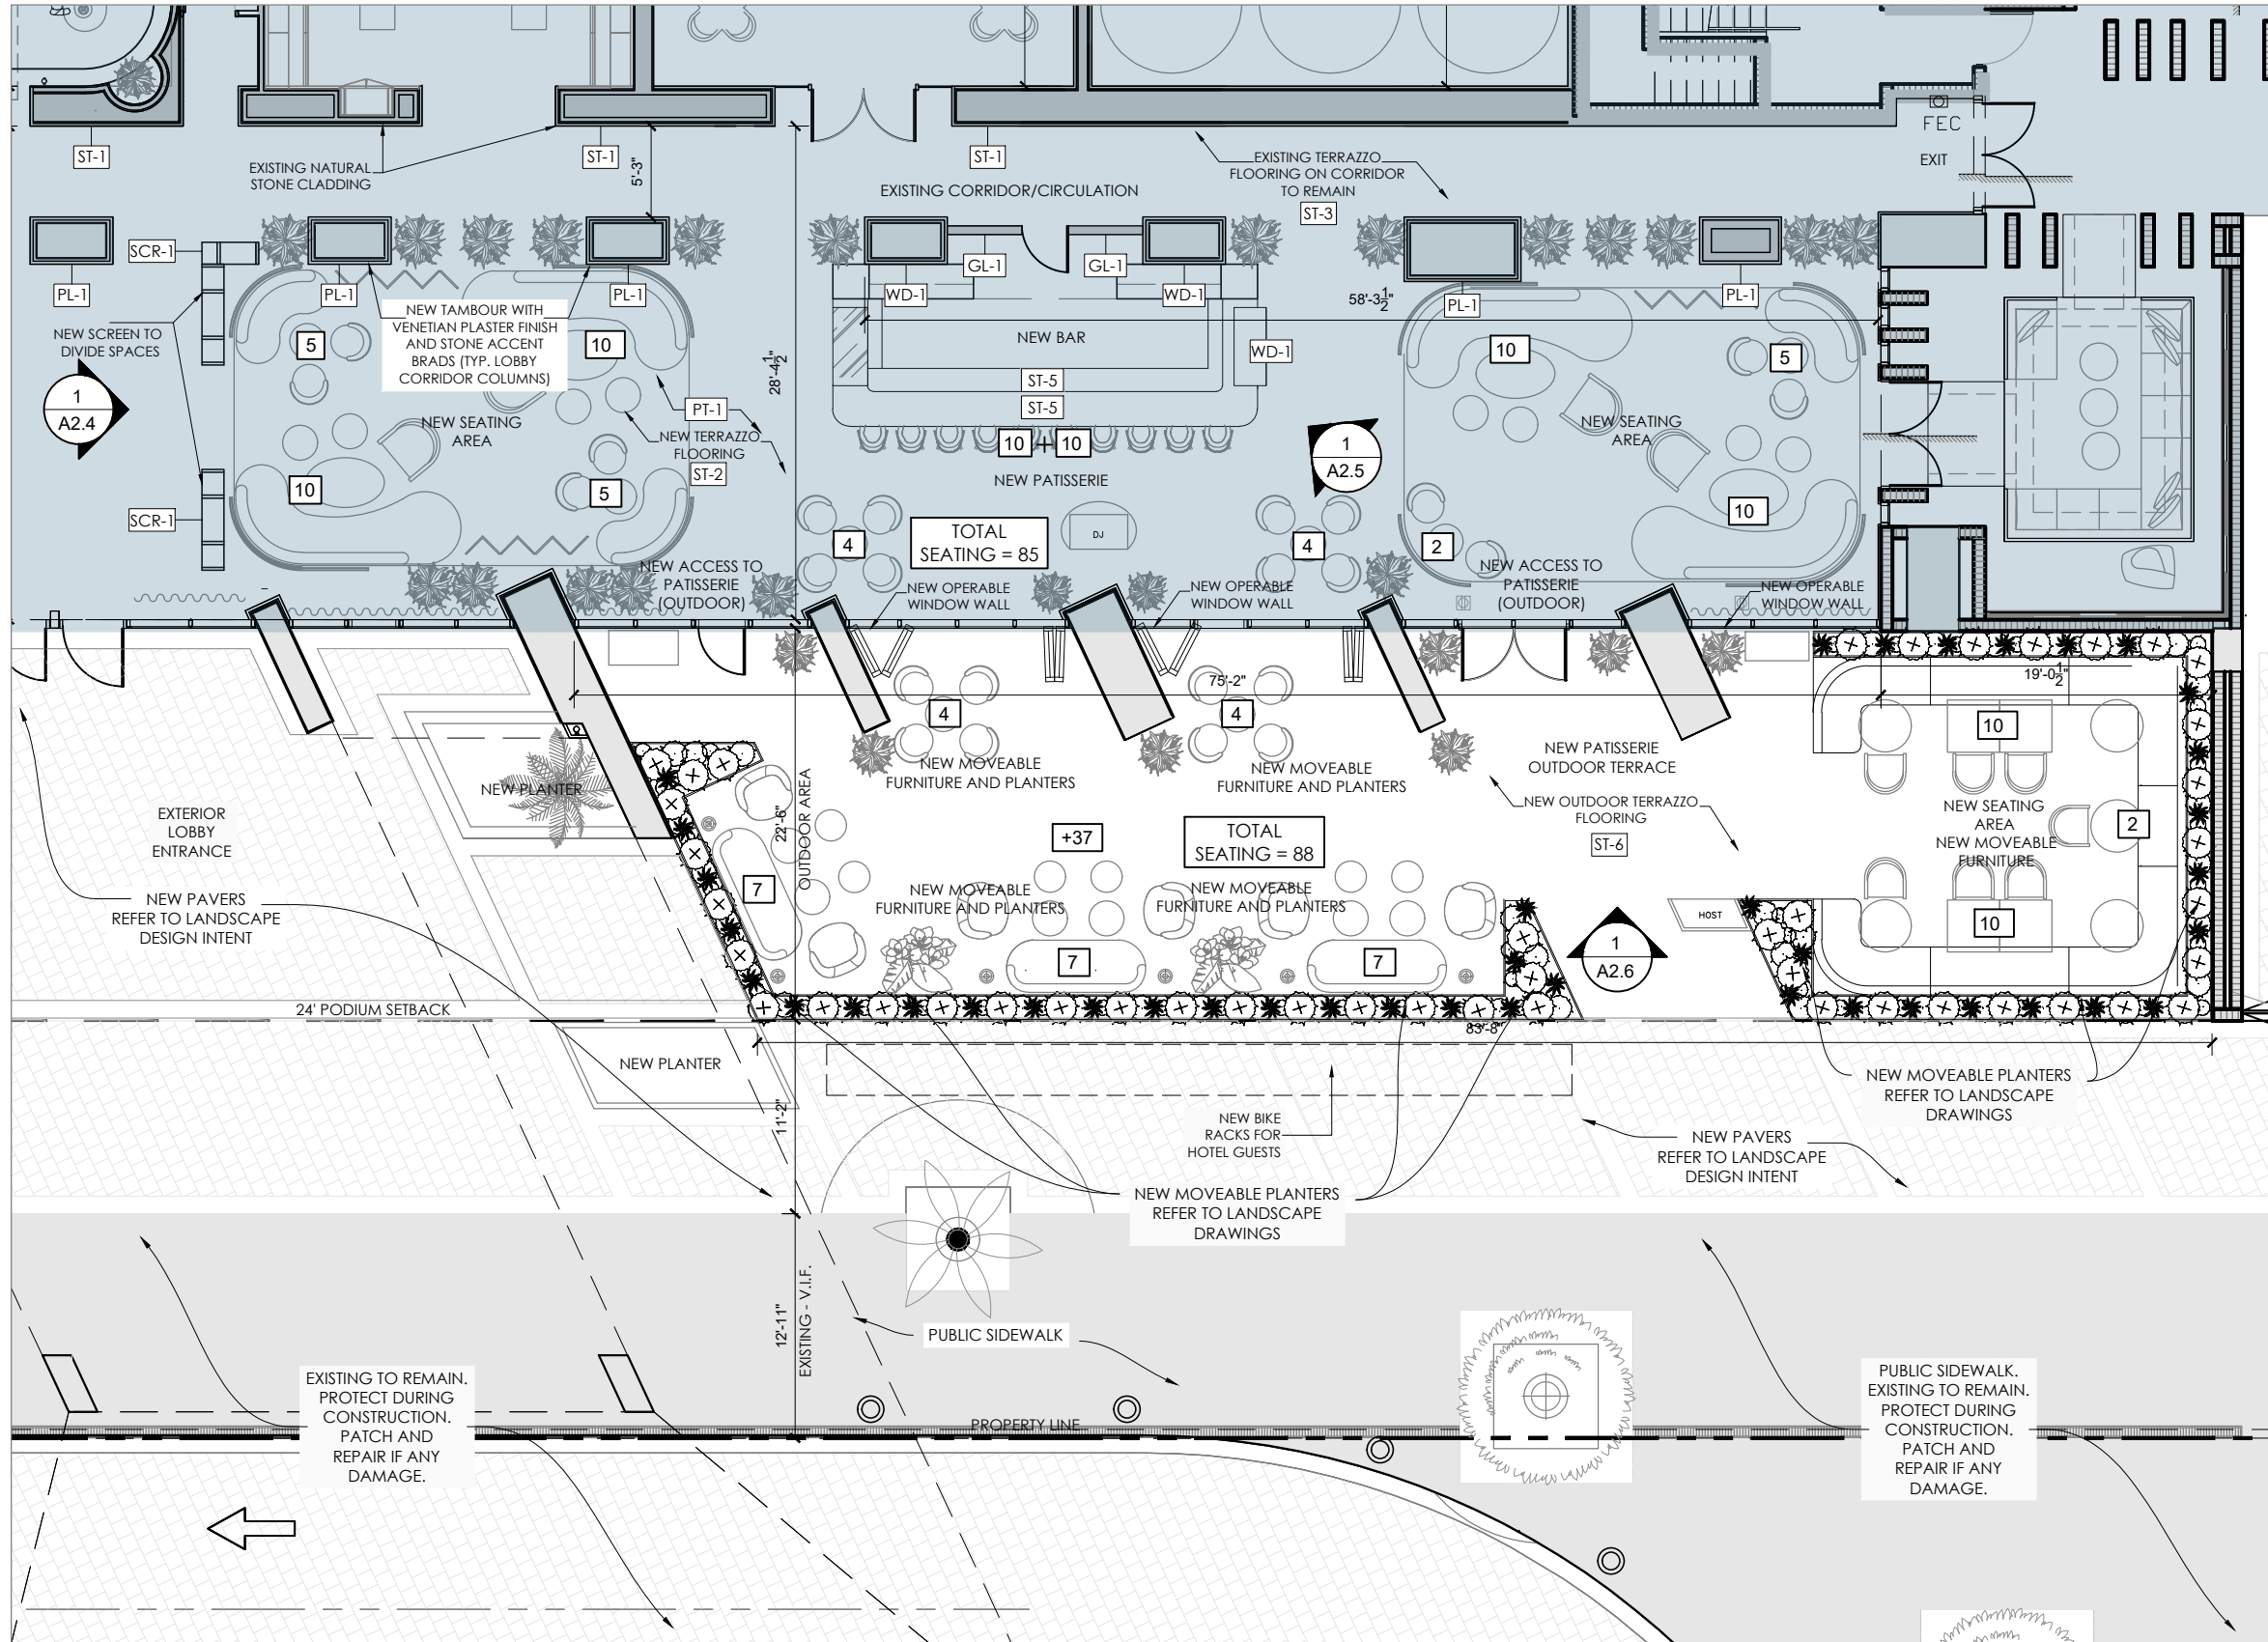 FEC
EXIT
ST-1
EXISTING NATURAL
STONE CLADDING
ST-1
5'-3"
ST-1
EXISTING TERRAZZO
FLOORING ON CORRIDOR
TO REMAIN
ST-3
EXISTING CORRIDOR/CIRCULATION
SCR-1
PL-1
PL-1
PL-1
GL-1
GL-1
WD-1
WD-1
PL-1
PL-1
58'-3 1/2"
NEW SCREEN TO
DIVIDE SPACES
NEW TAMBOUR WITH
VENETIAN PLASTER FINISH
AND STONE ACCENT
BRADS (TYP. LOBBY
CORRIDOR COLUMNS)
5
10
NEW BAR
WD-1
10
5
28'-4 1/2"
ST-5
ST-5
1
A2.4
PT-1
NEW SEATING
AREA
NEW TERRAZZO
FLOORING
ST-2
10 + 10
1
A2.5
NEW SEATING
AREA
NEW PATISSERIE
10
5
10
SCR-1
4
TOTAL
SEATING = 85
DJ
4
2
NEW ACCESS TO
PATISSERIE
(OUTDOOR)
NEW OPERABLE
WINDOW WALL
NEW OPERABLE
WINDOW WALL
NEW ACCESS TO
PATISSERIE
(OUTDOOR)
NEW OPERABLE
WINDOW WALL
75'-2"
19'-0 1/2"
4
4
10
NEW PLANTER
NEW MOVEABLE
FURNITURE AND PLANTERS
NEW MOVEABLE
FURNITURE AND PLANTERS
NEW PATISSERIE
OUTDOOR TERRACE
EXTERIOR
LOBBY
ENTRANCE
22'-6"
OUTDOOR AREA
+37
TOTAL
SEATING = 88
NEW OUTDOOR TERRAZZO
FLOORING
ST-6
NEW SEATING
AREA
NEW MOVEABLE
FURNITURE
2
NEW PAVERS
REFER TO LANDSCAPE
DESIGN INTENT
7
NEW MOVEABLE
FURNITURE AND PLANTERS
NEW MOVEABLE
FURNITURE AND PLANTERS
HOST
10
7
7
1
A2.6
24' PODIUM SETBACK
83'-8"
NEW PLANTER
11'-2"
NEW BIKE
RACKS FOR
HOTEL GUESTS
NEW MOVEABLE PLANTERS
REFER TO LANDSCAPE
DRAWINGS
NEW PAVERS
REFER TO LANDSCAPE
DESIGN INTENT
NEW MOVEABLE PLANTERS
REFER TO LANDSCAPE
DRAWINGS
12'-11"
EXISTING - V.I.F.
PUBLIC SIDEWALK
EXISTING TO REMAIN.
PROTECT DURING
CONSTRUCTION.
PATCH AND
REPAIR IF ANY
DAMAGE.
PROPERTY LINE
PUBLIC SIDEWALK.
EXISTING TO REMAIN.
PROTECT DURING
CONSTRUCTION.
PATCH AND
REPAIR IF ANY
DAMAGE.